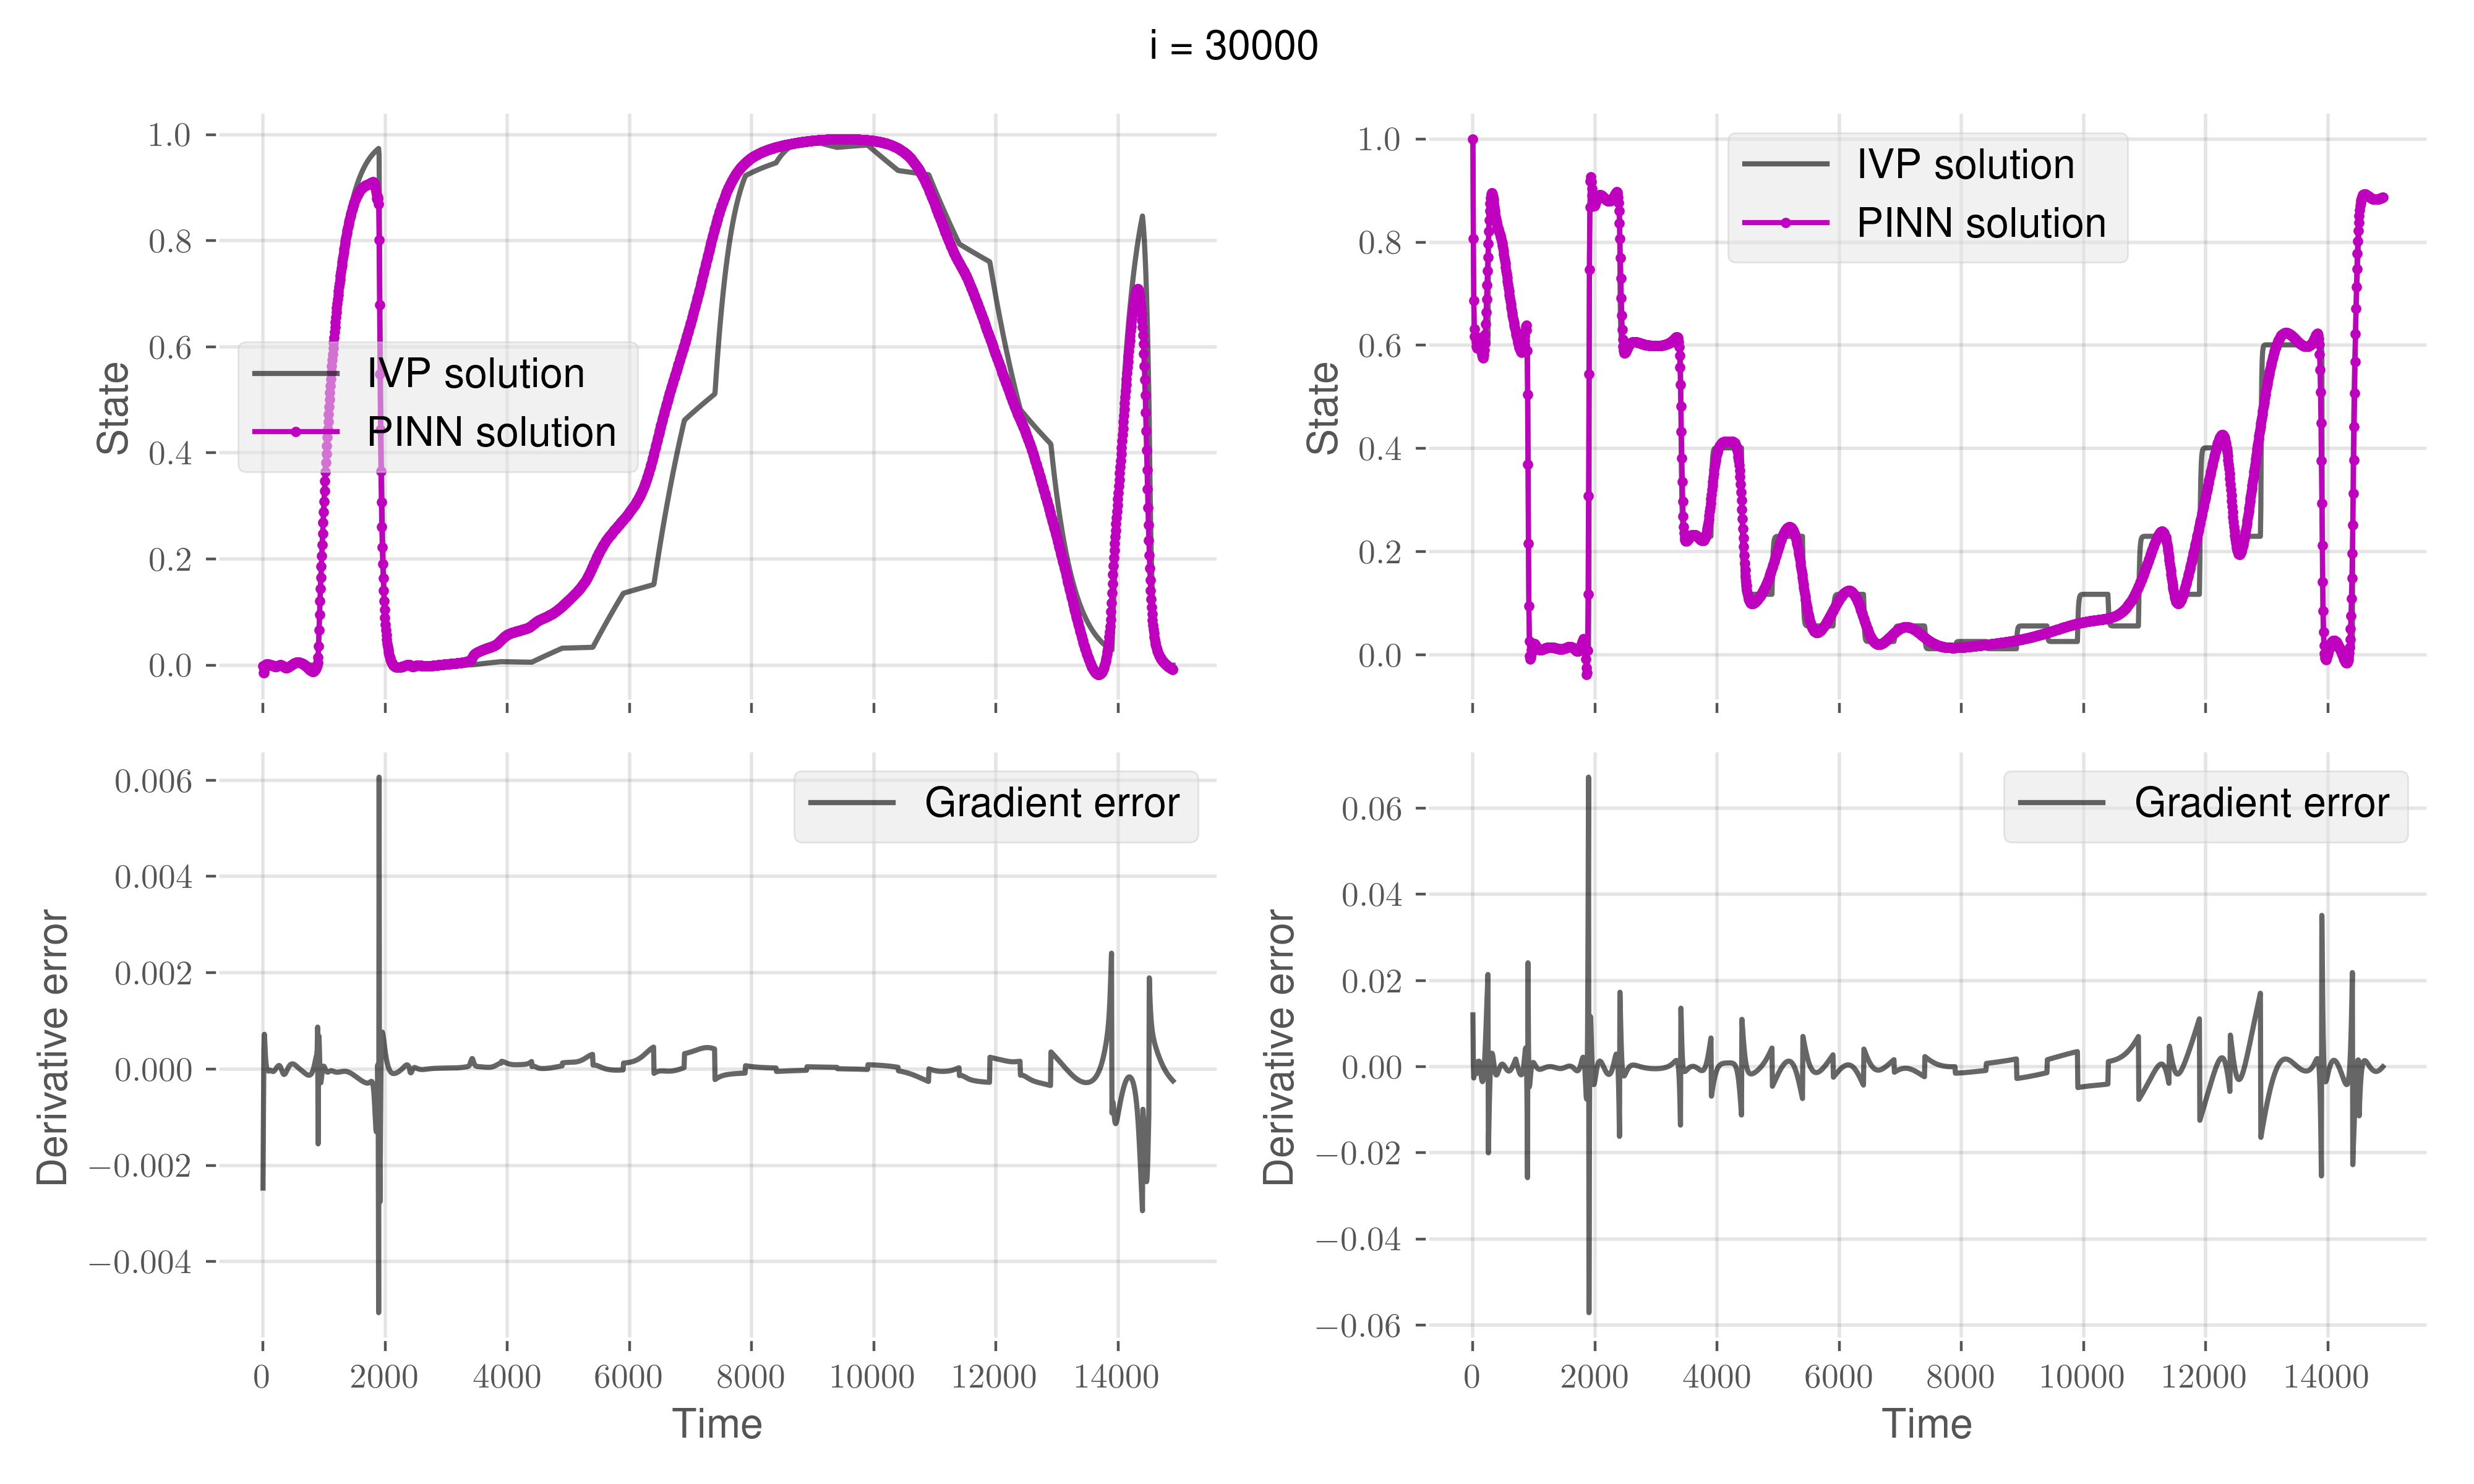 i = 30000
1.0
0.8
0.6
0.4
0.2
0.0
State
IVP solution
PINN solution
1.0
0.8
0.6
0.4
0.2
0.0
State
IVP solution
PINN solution
0.006
0.004
0.002
0.000
−0.002
−0.004
Derivative error
Gradient error
0 2000 4000 6000 8000 10000 12000 14000
Time
0.06
0.04
0.02
0.00
−0.02
−0.04
−0.06
Derivative error
Gradient error
0 2000 4000 6000 8000 10000 12000 14000
Time